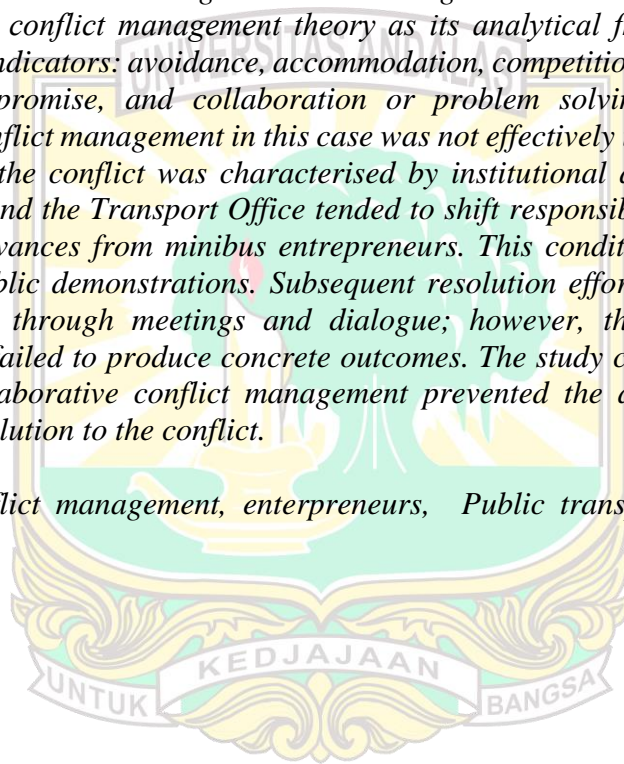 conflict management theory as its analytical
ndicators: avoidance, accommodation, competitio
promise, and collaboration or problem solvin
nflict management in this case was not effectively
the conflict was characterised by institutional
nd the Transport Office tended to shift responsib
vances from minibus entrepreneurs. This condit
blic demonstrations. Subsequent resolution effor
through meetings and dialogue; however, th
failed to produce concrete outcomes. The study c
laborative conflict management prevented the
lution to the conflict.
flict management, enterpreneurs, Public trans
UNIVERSITAS ANDALAS
KEDJAJAAN
UNTUK
BANGSA